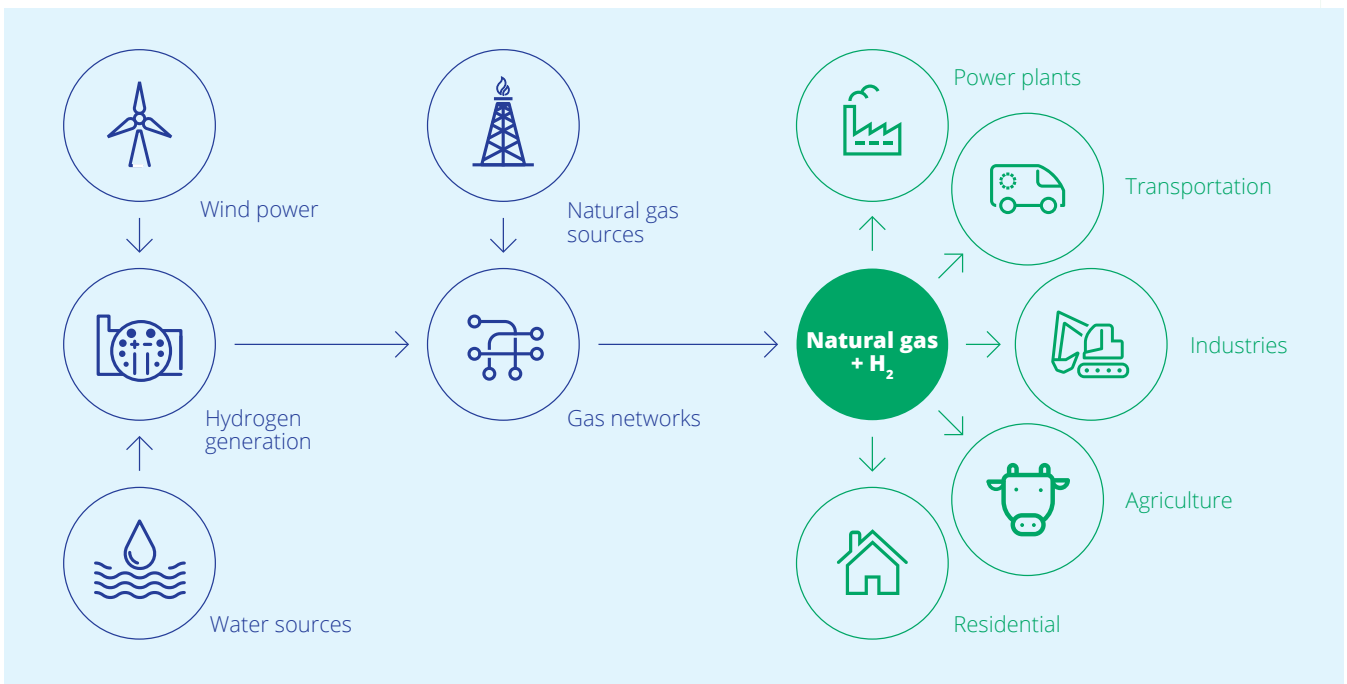 Wind power
Hydrogen
generation
Water sources
Natural gas
sources
Gas networks
Natural gas
+ H₂
Power plants
Transportation
Industries
Agriculture
Residential